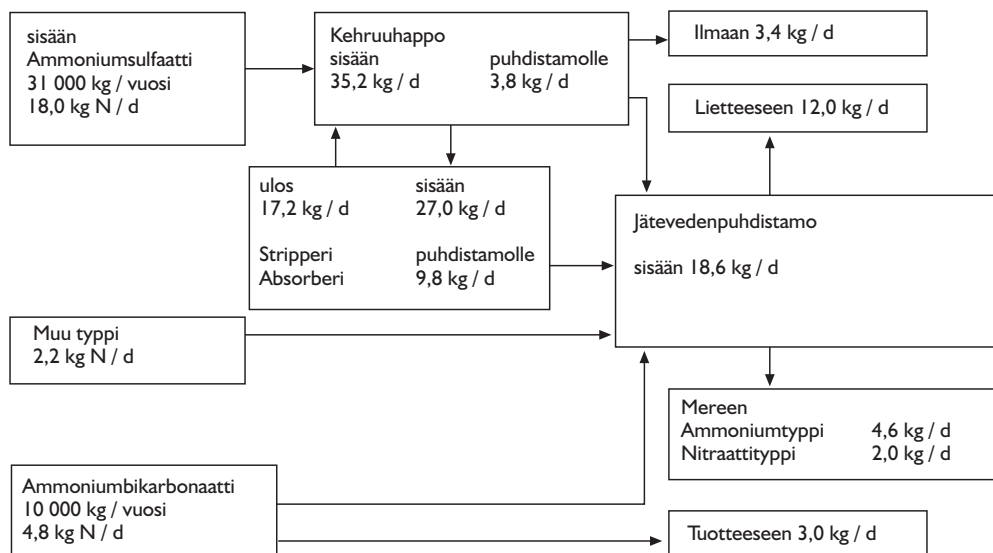 sisään
Ammoniumsulfaatti
31 000 kg / vuosi
18,0 kg N / d
Kehruuhappo
sisään puhdistamolle
35,2 kg / d 3,8 kg / d
Ilmaan 3,4 kg / d
Lietteeseen 12,0 kg / d
ulos sisään
17,2 kg / d 27,0 kg / d
Stripperi puhdistamolle
Absorberi 9,8 kg / d
Jätevedenpuhdistamo
sisään 18,6 kg / d
Muu typpi
2,2 kg N / d
Mereen
Ammoniumtyppi 4,6 kg / d
Nitraattityppi 2,0 kg / d
Ammoniumbikarbonaatti
10 000 kg / vuosi
4,8 kg N / d
Tuotteeseen 3,0 kg / d